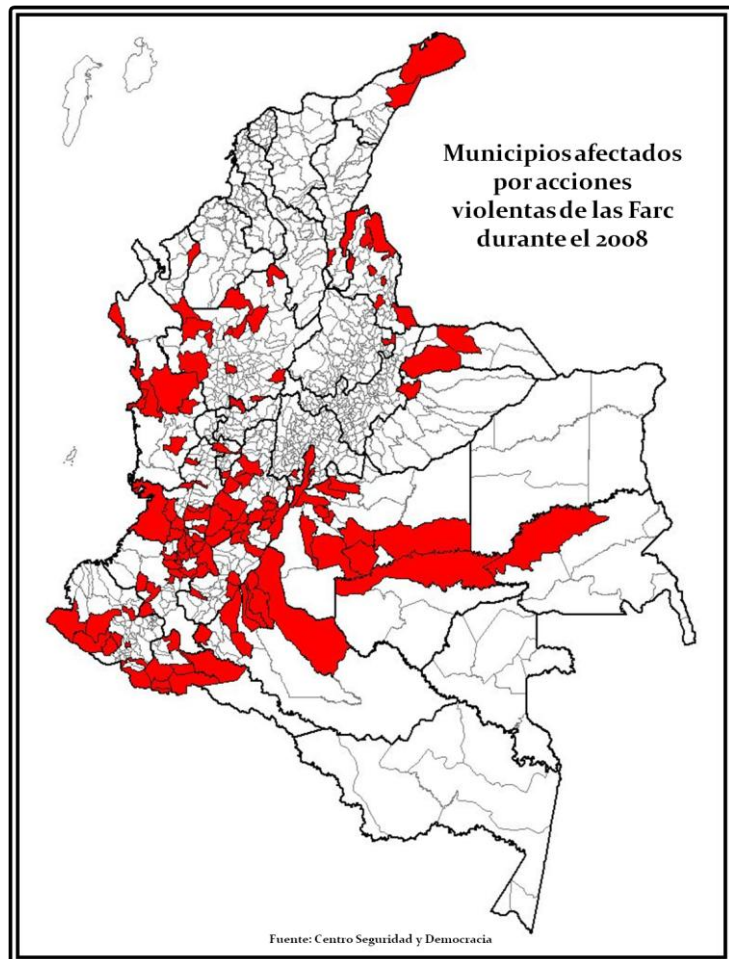 Municipios afectados
por acciones
violentas de las Farc
durante el 2008
Fuente: Centro Seguridad y Democracia